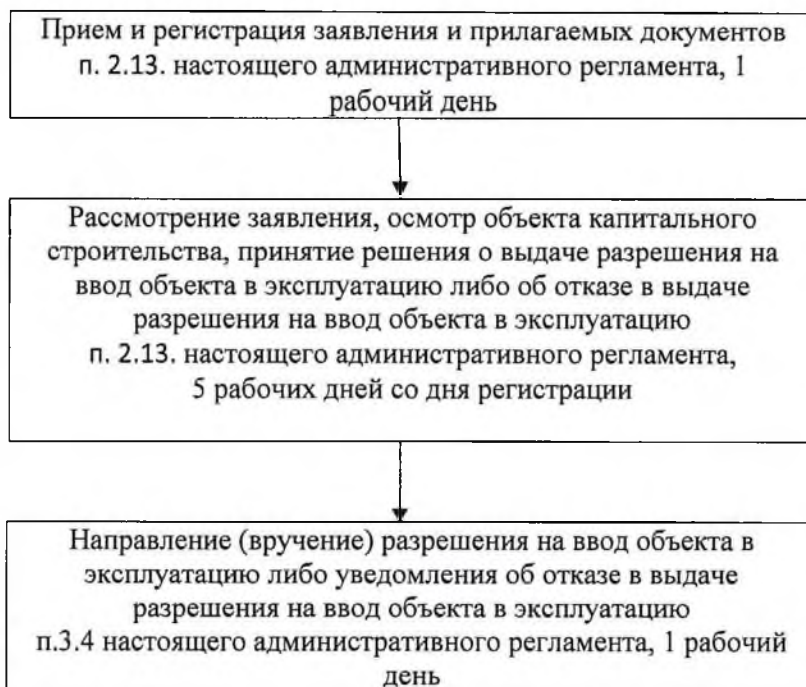 Прием и регистрация заявления и прилагаемых документов
п. 2.13. настоящего административного регламента, 1
рабочий день
Рассмотрение заявления, осмотр объекта капитального
строительства, принятие решения о выдаче разрешения на
ввод объекта в эксплуатацию либо об отказе в выдаче
разрешения на ввод объекта в эксплуатацию
п. 2.13. настоящего административного регламента,
5 рабочих дней со дня регистрации
Направление (вручение) разрешения на ввод объекта в
эксплуатацию либо уведомления об отказе в выдаче
разрешения на ввод объекта в эксплуатацию
п.3.4 настоящего административного регламента, 1 рабочий
день